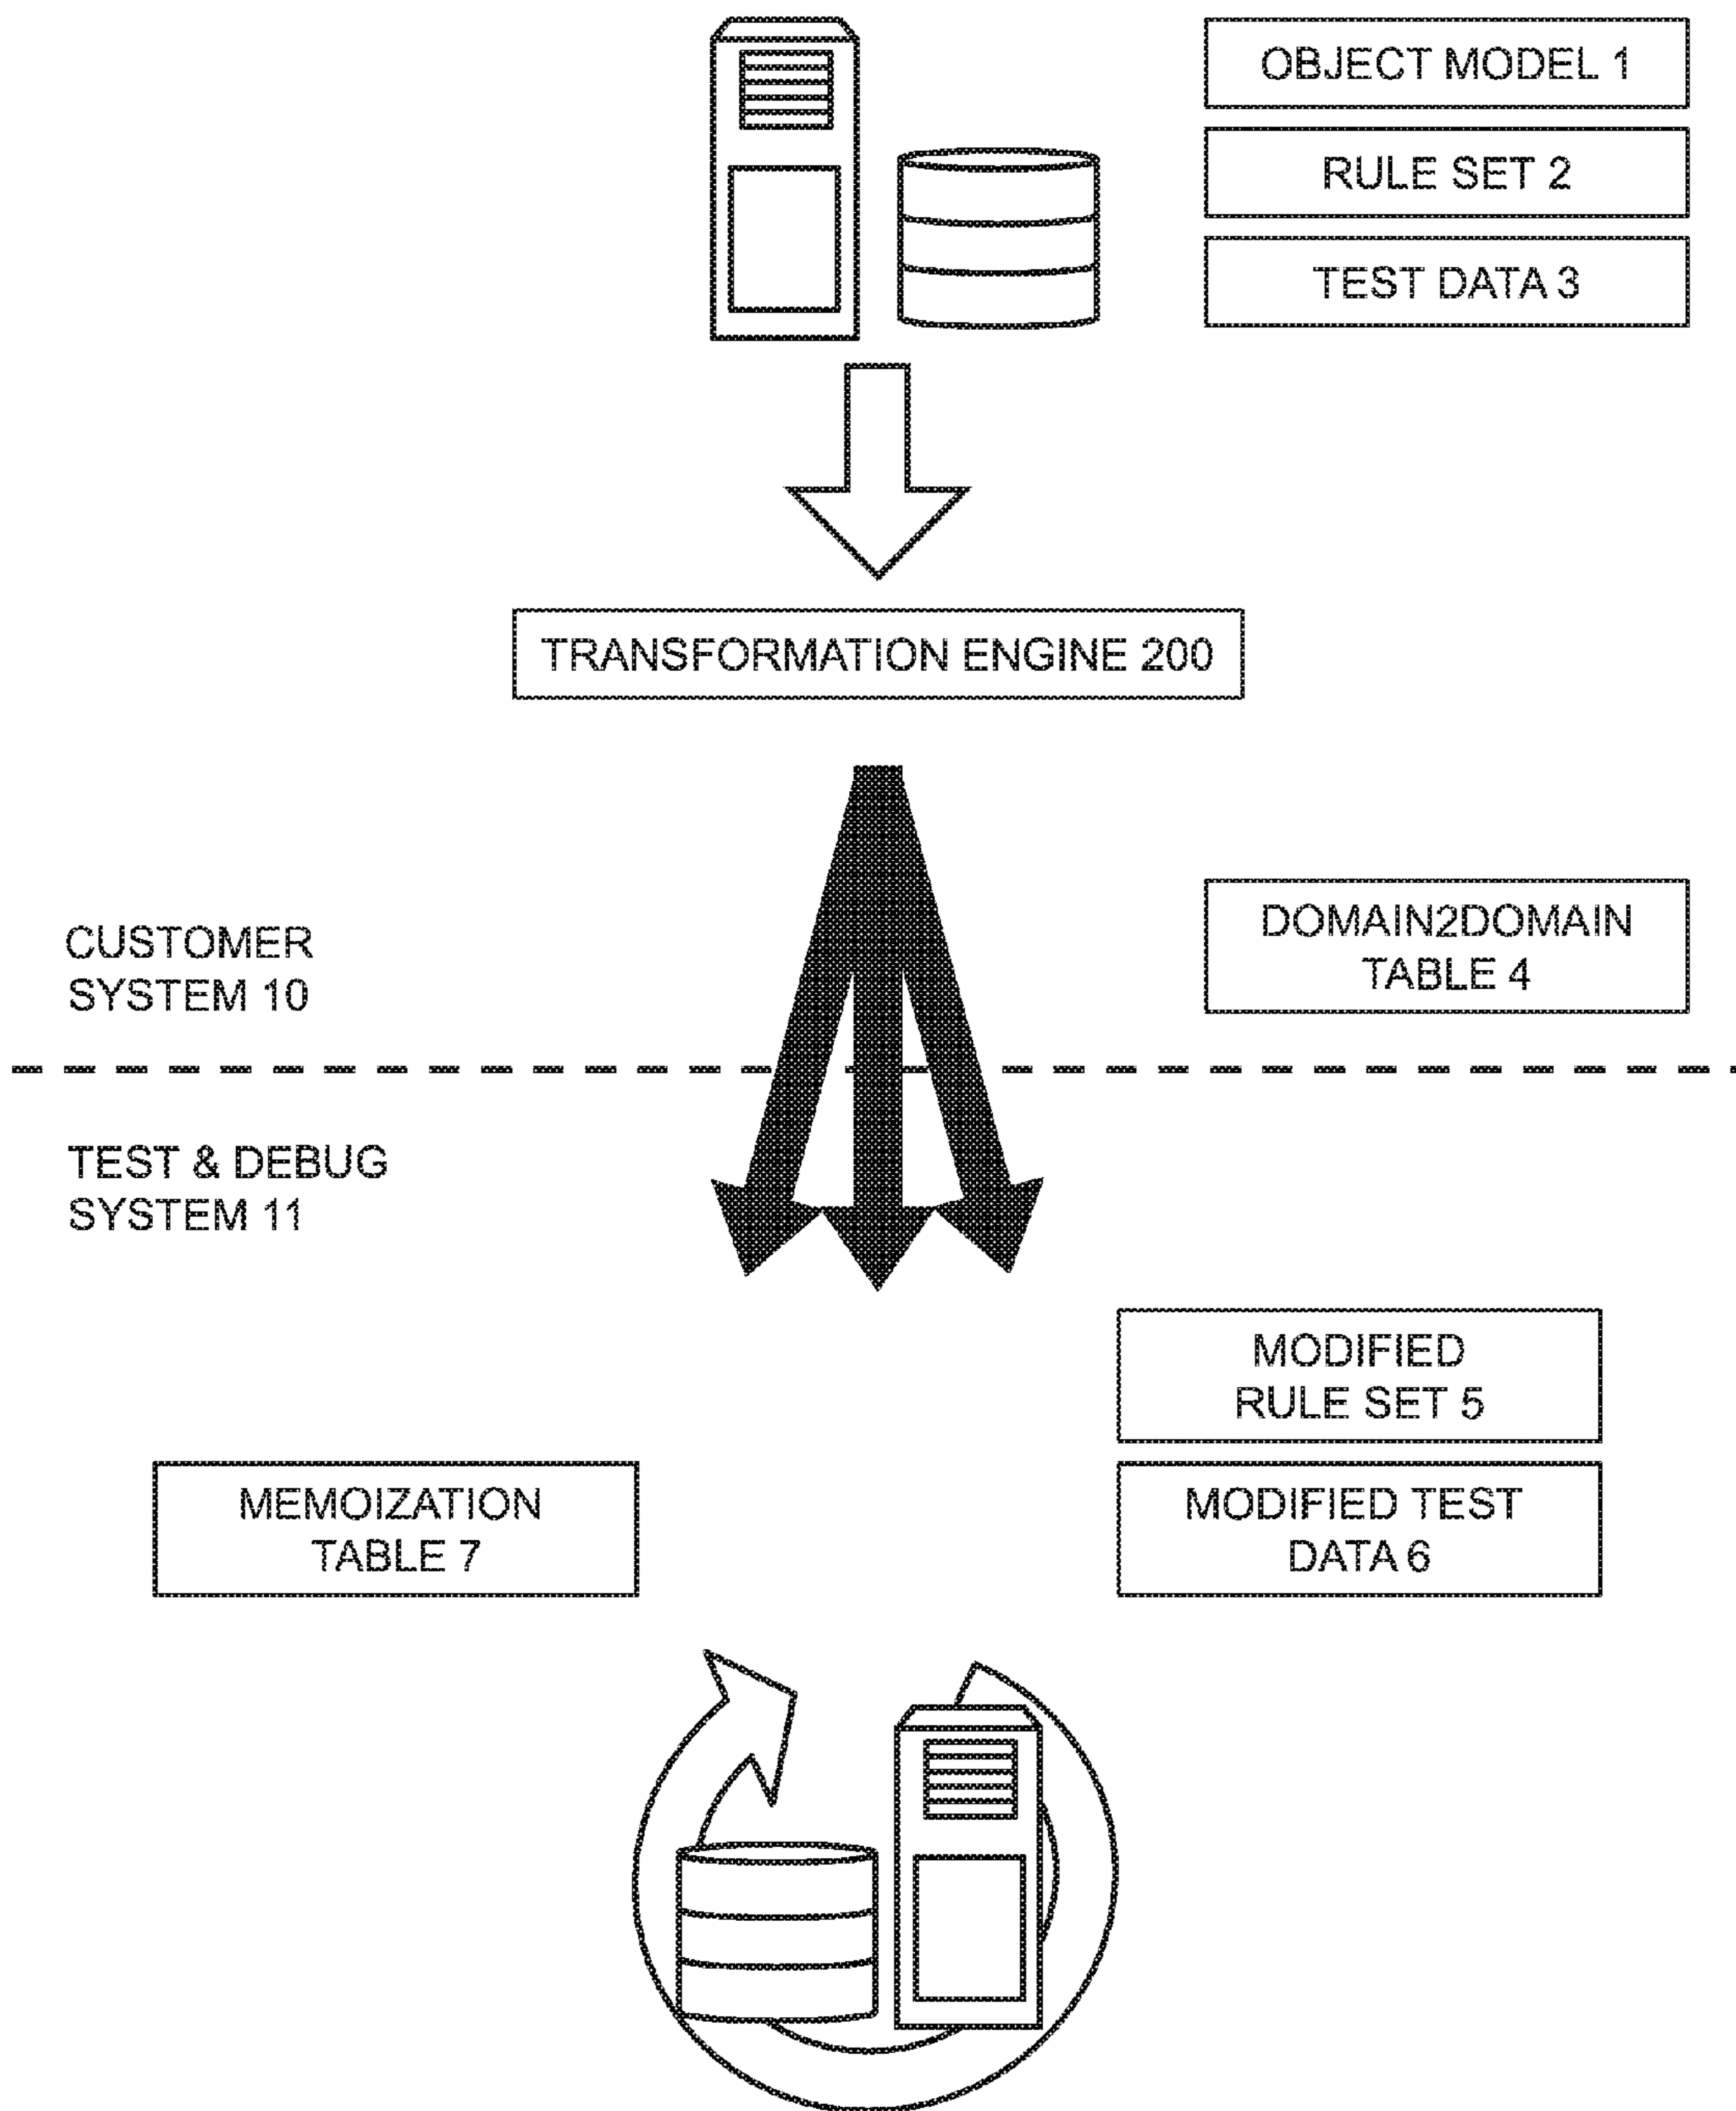 OBJECT MODEL 1
RULE SET 2
TEST DATA 3
TRANSFORMATION ENGINE 200
CUSTOMER
SYSTEM 10
DOMAIN2DOMAIN
TABLE 4
TEST & DEBUG
SYSTEM 11
MODIFIED
RULE SET 5
MEMOIZATION
TABLE 7
MODIFIED TEST
DATA 6